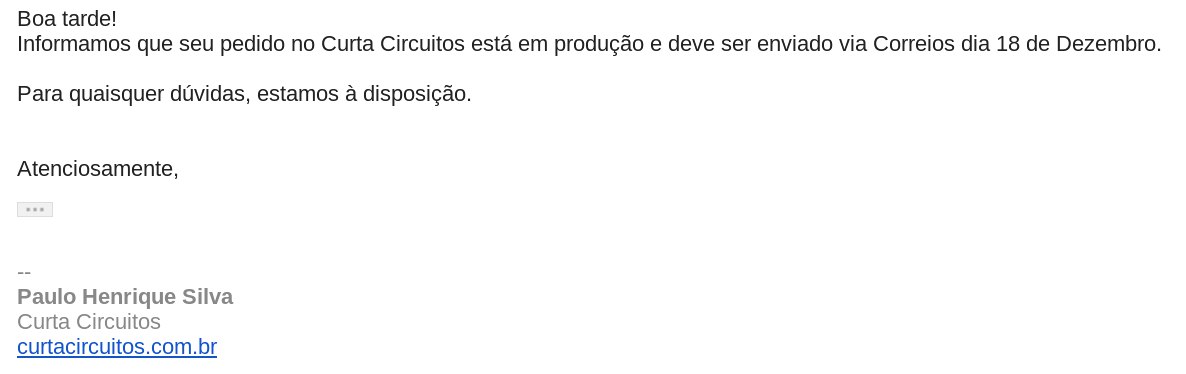 Boa tarde!
Informamos que seu pedido no Curta Circuitos está em produção e deve ser enviado via Correios dia 18 de Dezembro.
Para quaisquer dúvidas, estamos à disposição.
Atenciosamente,
--
Paulo Henrique Silva
Curta Circuitos
curtacircuitos.com.br